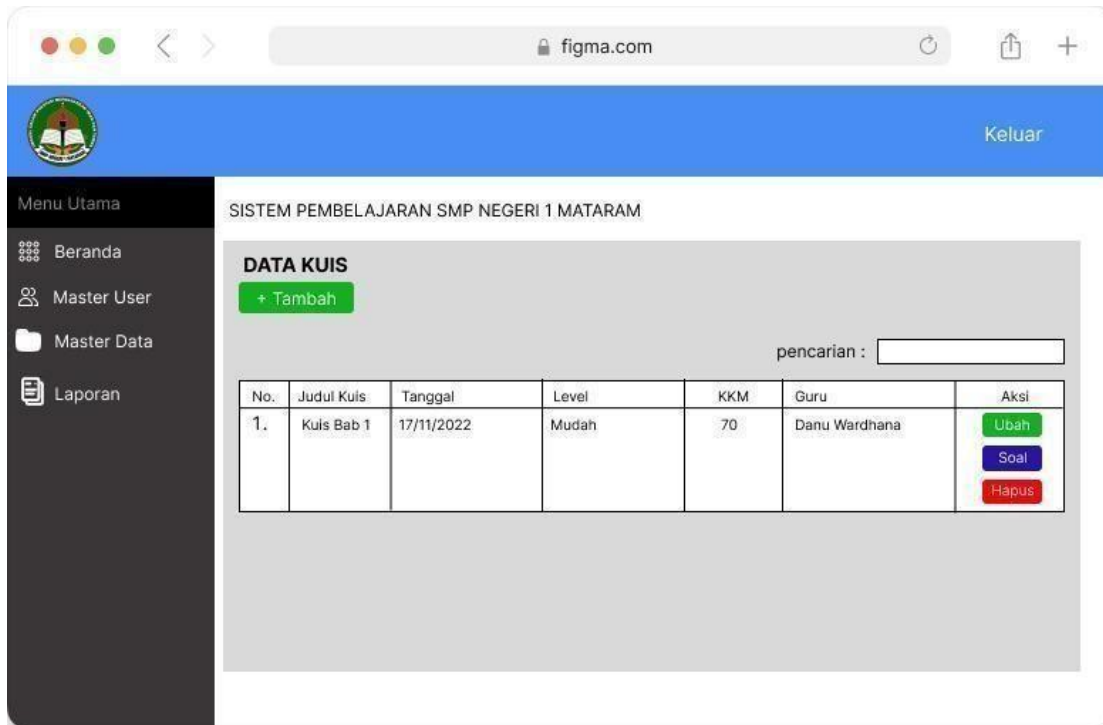 figma.com
Keluar
Menu Utama
SISTEM PEMBELAJARAN SMP NEGERI 1 MATARAM
Beranda
Master User
Master Data
Laporan
DATA KUIS
+ Tambah
pencarian :
No. Judul Kuis Tanggal Level KKM Guru Aksi
1. Kuis Bab 1 17/11/2022 Mudah 70 Danu Wardhana Ubah
Soal
Hapus